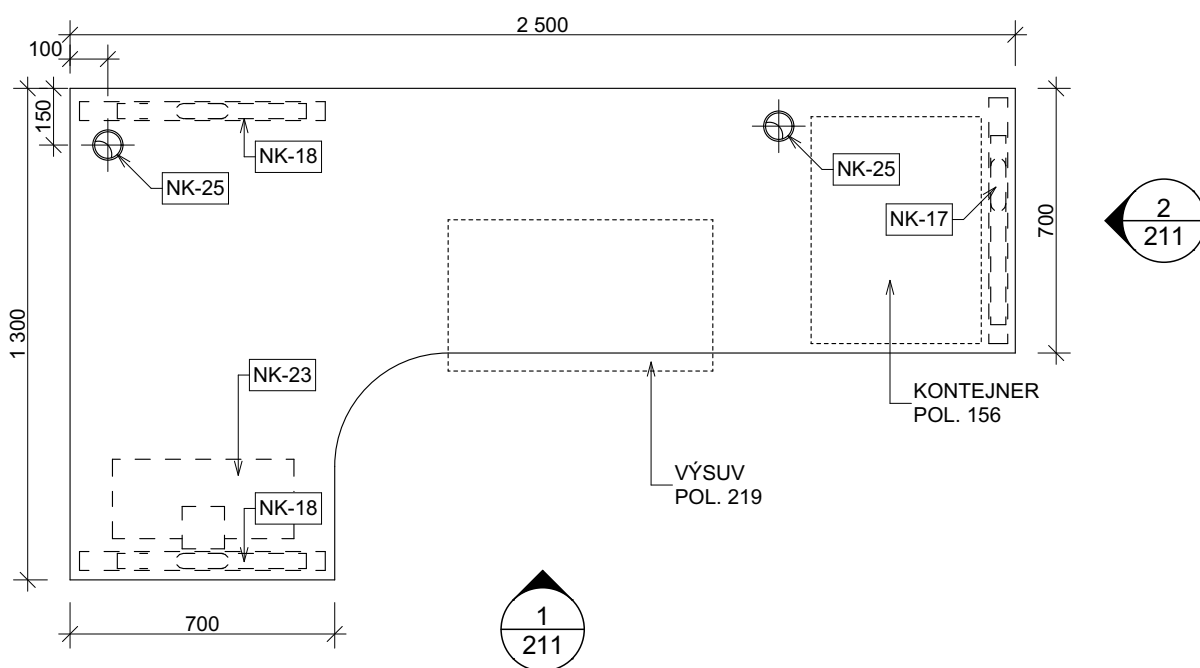 2 500
100
150
NK-18
NK-25
NK-25
NK-17
700
2
211
1 300
NK-23
KONTEJNER
POL. 156
VÝSUV
POL. 219
NK-18
700
1
211